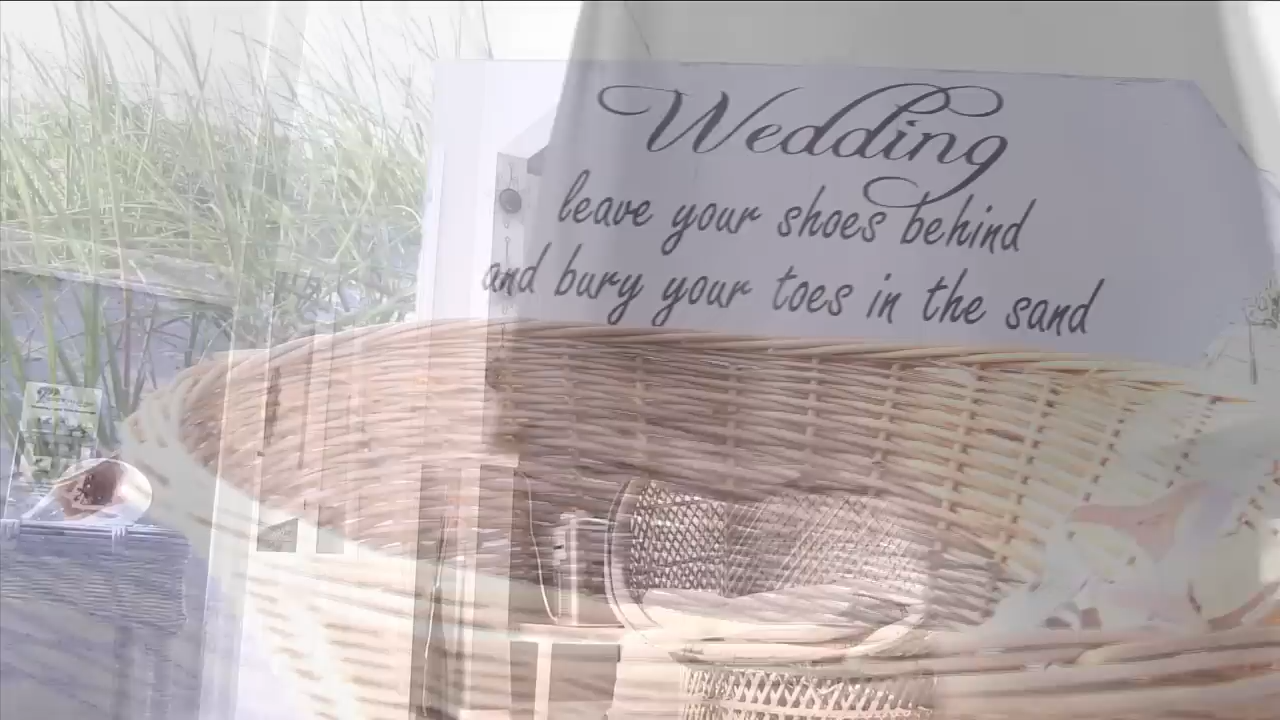 Wedding
leave your shoes behind
and bury your toes in the sand